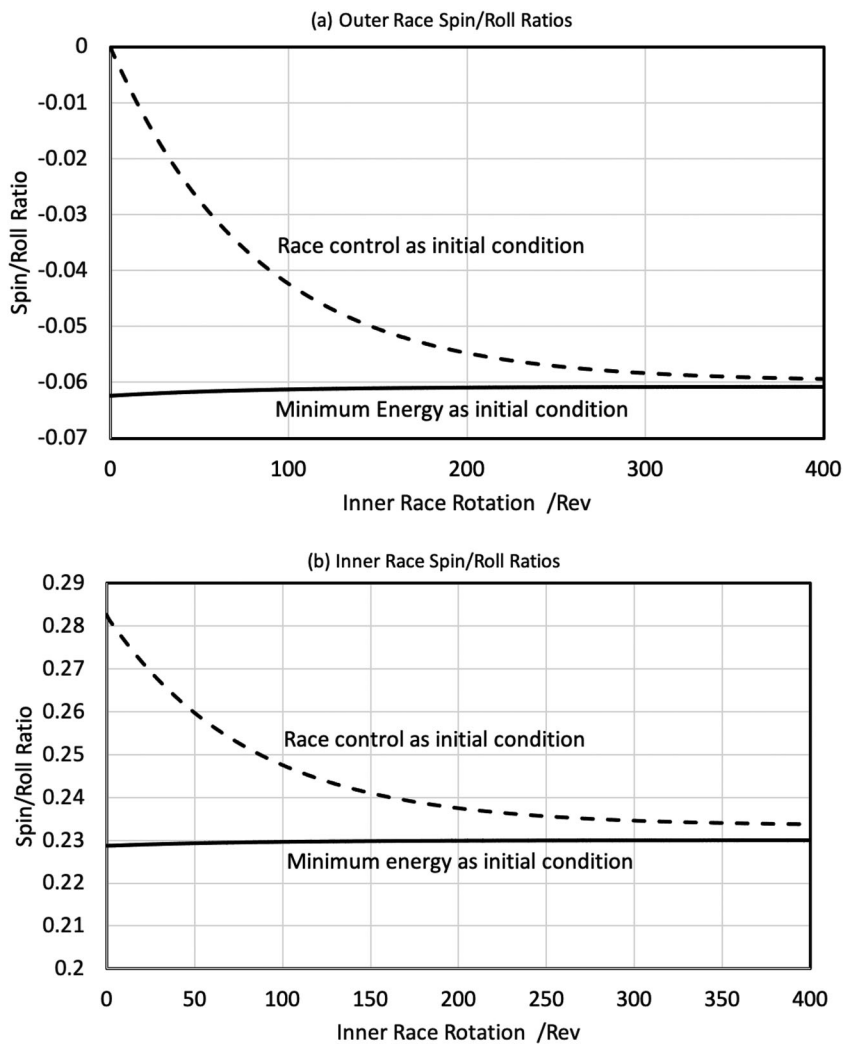 (a) Outer Race Spin/Roll Ratios
0
-0.01
-0.02
-0.03
-0.04
-0.05
-0.06
-0.07
Spin/Roll Ratio
Race control as initial condition
Minimum Energy as initial condition
0 100 200 300 400
Inner Race Rotation /Rev
(b) Inner Race Spin/Roll Ratios
0.29
0.28
0.27
0.26
0.25
0.24
0.23
0.22
0.21
0.2
Spin/Roll Ratio
Race control as initial condition
Minimum energy as initial condition
0 50 100 150 200 250 300 350 400
Inner Race Rotation /Rev